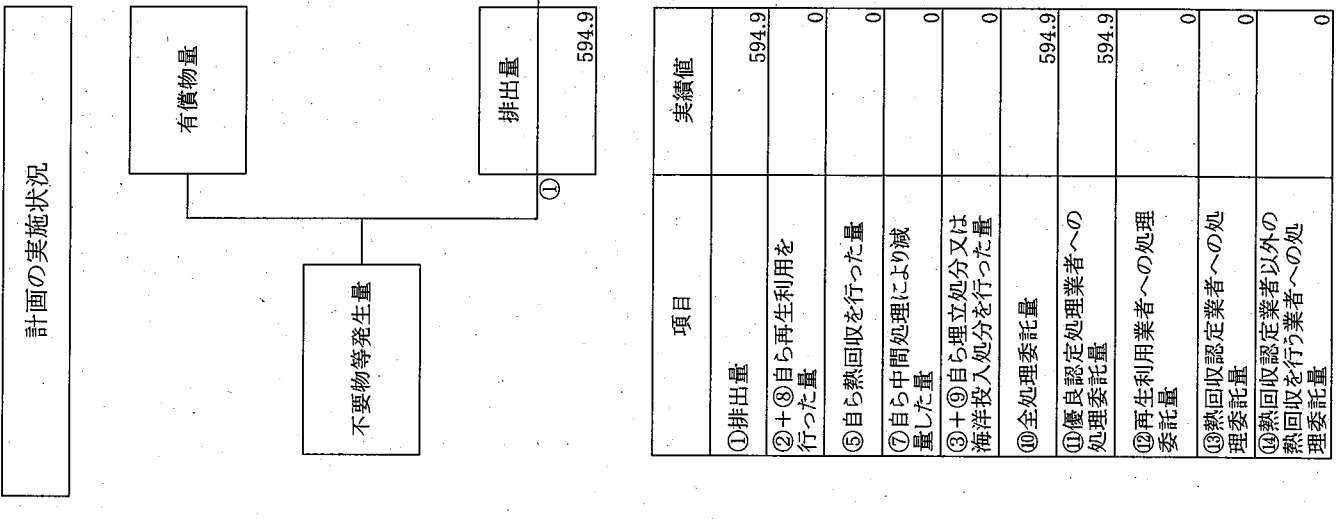 計画の実施状況
不要物等発生量
有償物量
①
排出量
594.9
項目
実績値
①排出量
594.9
②+⑧自ら再生利用を
行った量
0
⑤自ら熱回収を行った量
0
⑦自ら中間処理により減
量した量
0
③+⑨自ら埋立処分又は
海洋投入処分を行った量
0
⑩全処理委託量
594.9
⑪優良認定処理業者への
処理委託量
594.9
⑫再生利用業者への処理
委託量
0
⑬熱回収認定業者への処
理委託量
0
⑭熱回収認定業者以外の
熱回収を行う業者への処
理委託量
0